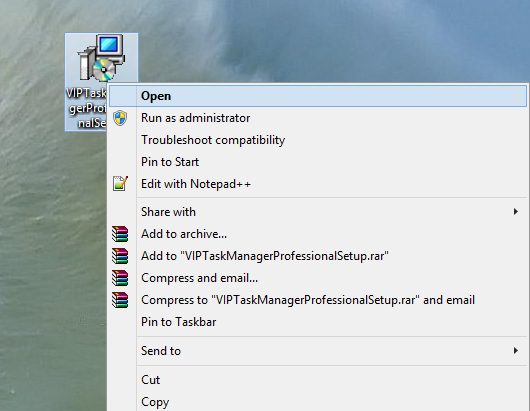 VIPTas
gerProf
nalSe
Open
Run as administrator
Troubleshoot compatibility
Pin to Start
Edit with Notepad++
Share with
Add to archive...
Add to "VIPTaskManagerProfessionalSetup.rar"
Compress and email...
Compress to "VIPTaskManagerProfessionalSetup.rar" and email
Pin to Taskbar
Send to
Cut
Copy